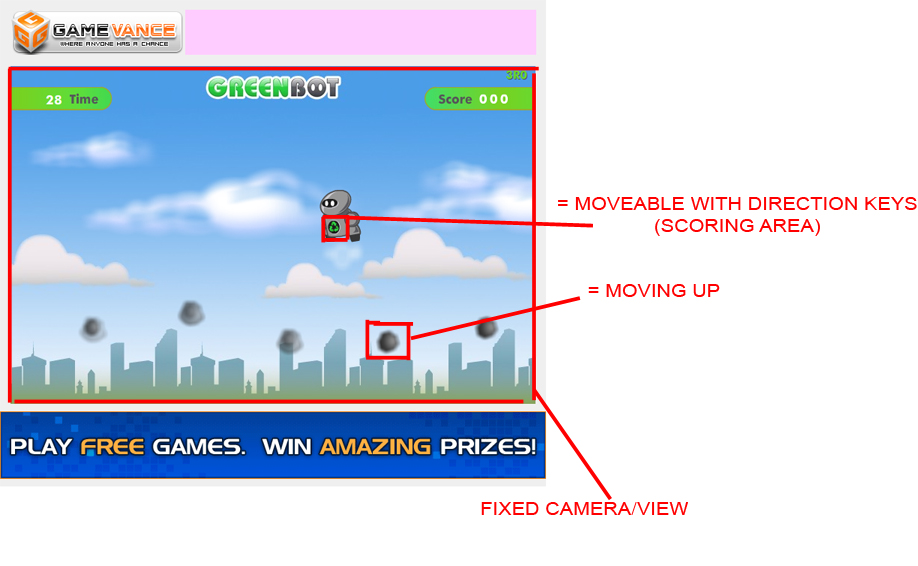 GAMEVANCE
WHERE ANYONE HAS A CHANCE
3RO
GREENBOT
28 Time
Score 000
= MOVEABLE WITH DIRECTION KEYS
(SCORING AREA)
= MOVING UP
PLAY FREE GAMES. WIN AMAZING PRIZES!
FIXED CAMERA/VIEW